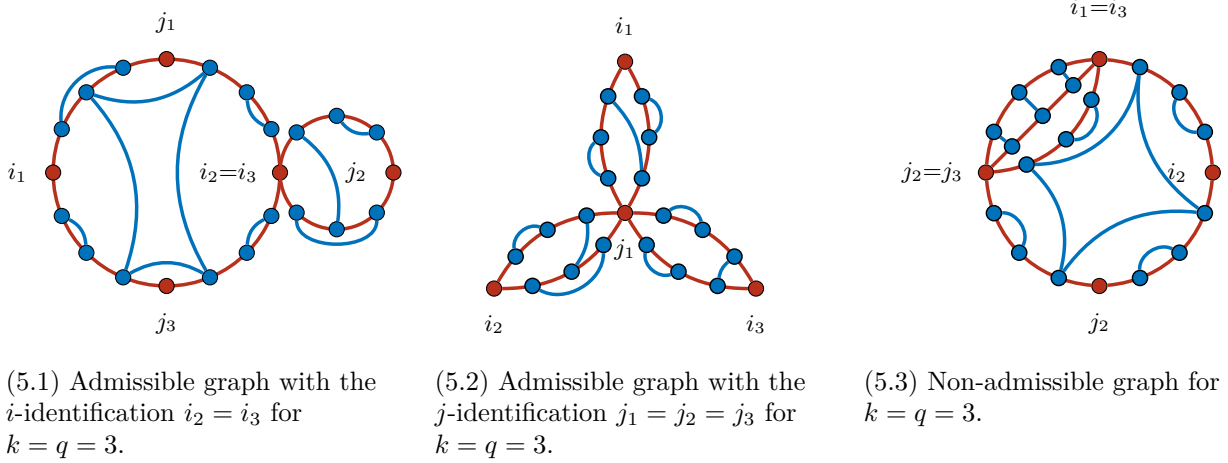 j₁
i₁
i₂=i₃
j₂
j₃
(5.1) Admissible graph with the
i-identification i₂ = i₃ for
k = q = 3.
i₁
j₁
i₂
i₃
(5.2) Admissible graph with the
j-identification j₁ = j₂ = j₃ for
k = q = 3.
i₁=i₃
j₂=j₃
i₂
j₂
(5.3) Non-admissible graph for
k = q = 3.